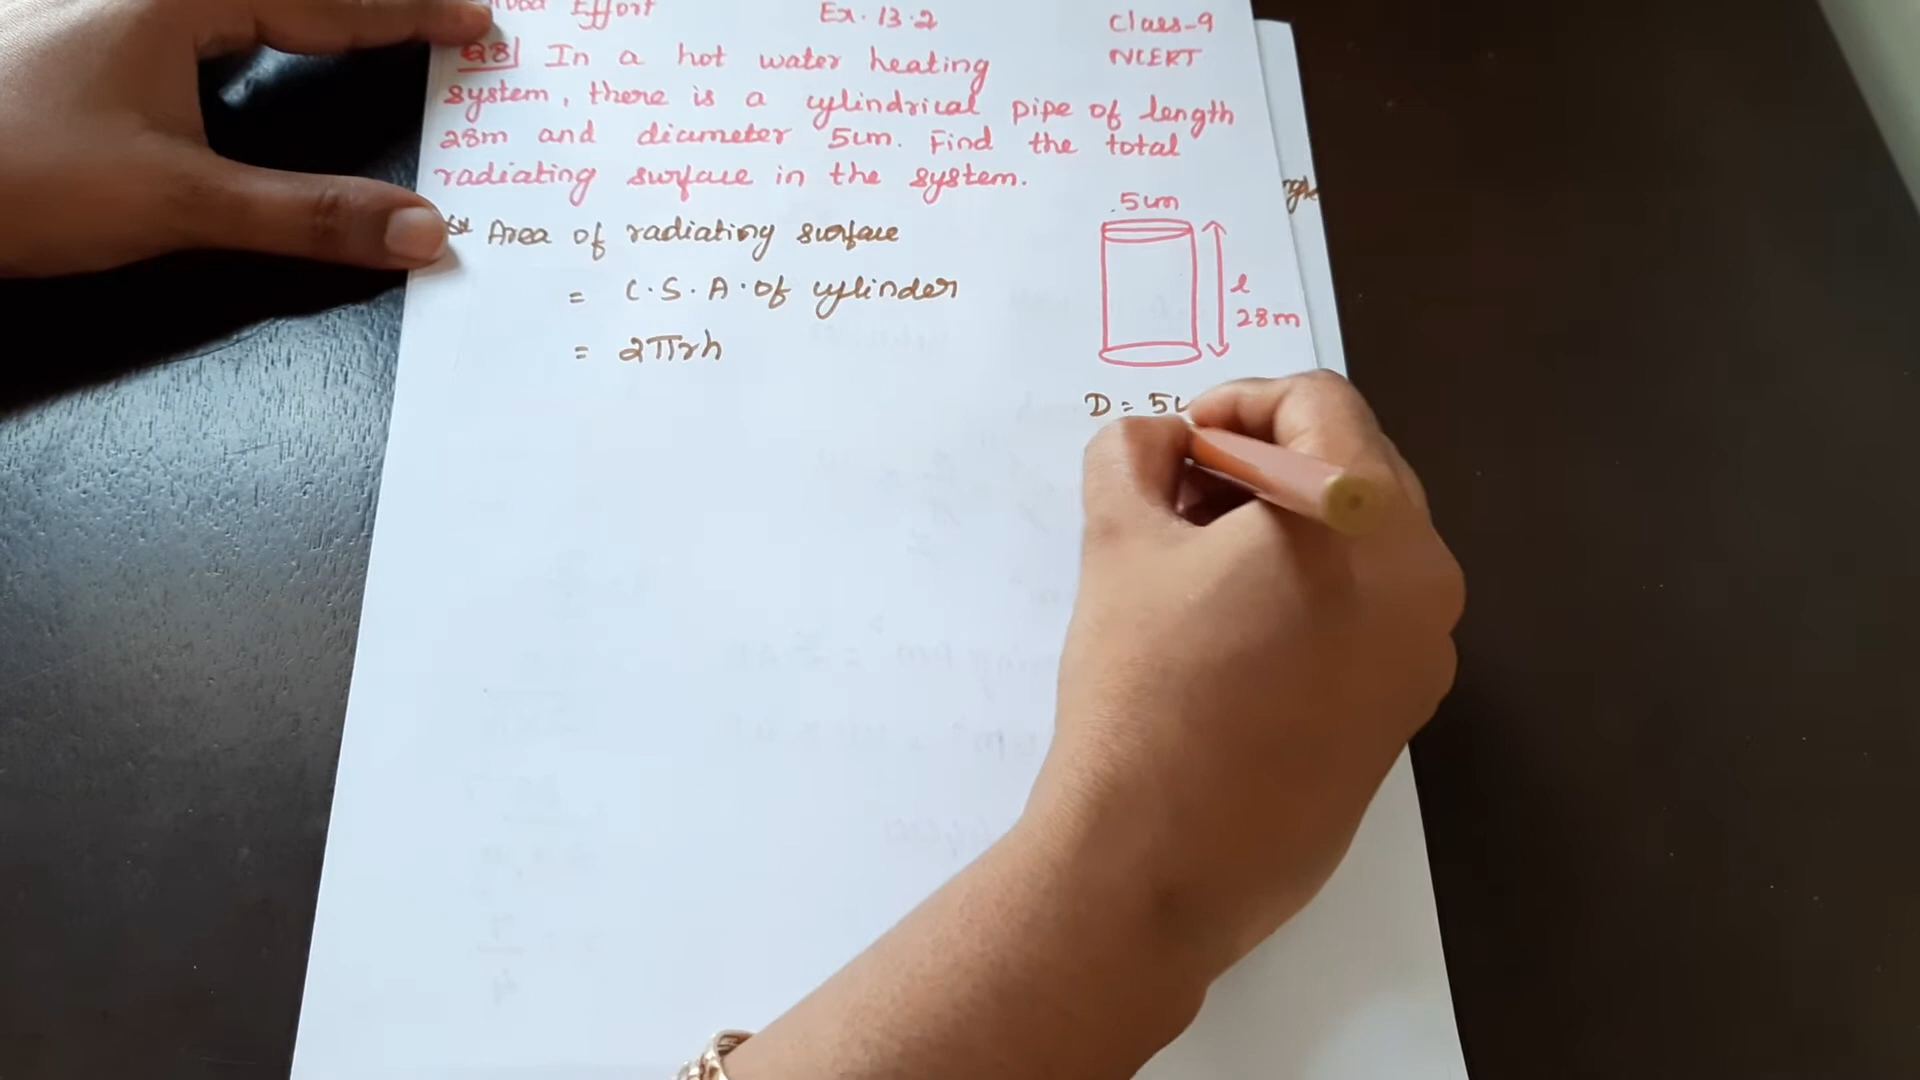 Effort Ex. 13.2 Class-9
NCERT
Q8| In a hot water heating
system, there is a cylindrical pipe of length
28m and diameter 5cm. Find the total
radiating surface in the system.
5cm
l
28m
Area of radiating surface
= C.S.A. of cylinder
= 2πrh
D = 5